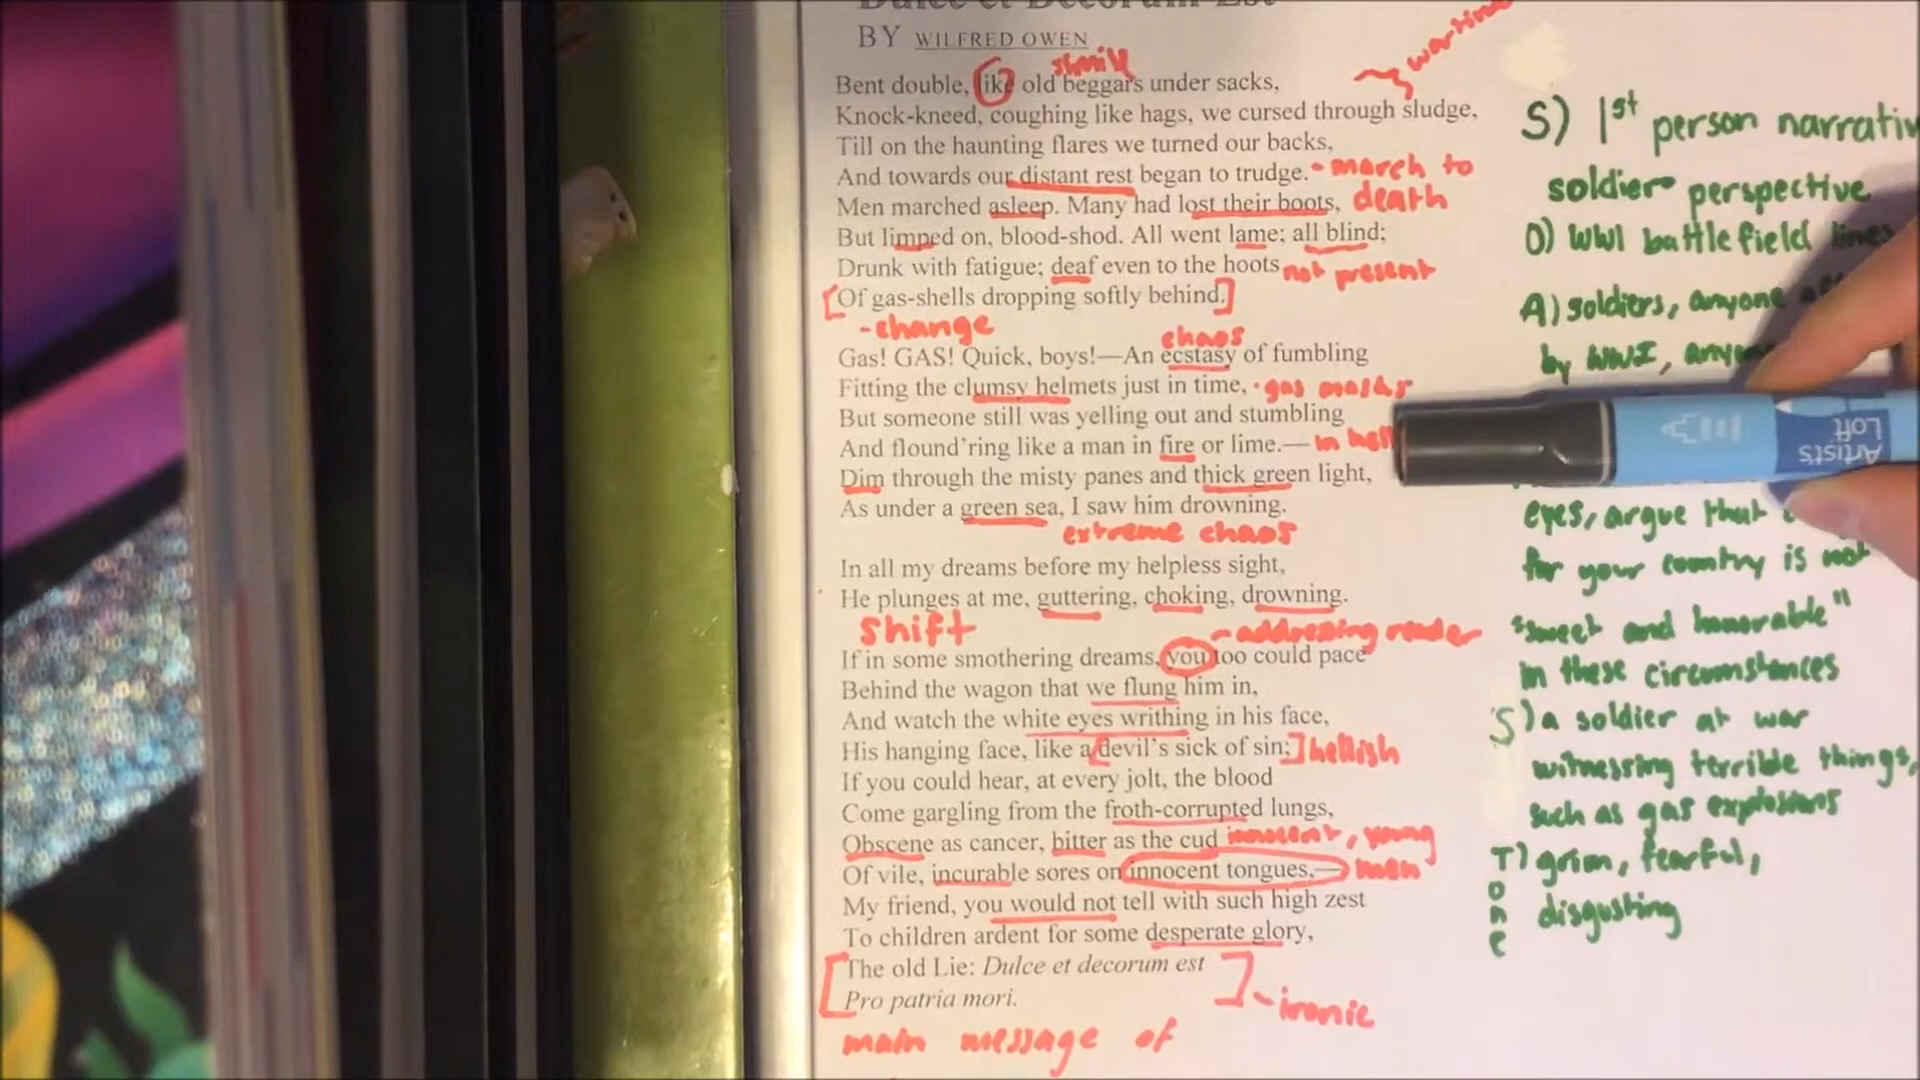 Dulce et Decorum Est
BY WILFRED OWEN
simile
Bent double, like old beggars under sacks,
Knock-kneed, coughing like hags, we cursed through sludge,
Till on the haunting flares we turned our backs,
And towards our distant rest began to trudge. - march to
Men marched asleep. Many had lost their boots, death
But limped on, blood-shod. All went lame; all blind;
Drunk with fatigue; deaf even to the hoots not present
[Of gas-shells dropping softly behind.]
-change
chaos
Gas! GAS! Quick, boys!—An ecstasy of fumbling
Fitting the clumsy helmets just in time, · gas masks
But someone still was yelling out and stumbling
And flound'ring like a man in fire or lime.— in hell
Dim through the misty panes and thick green light,
As under a green sea, I saw him drowning.
extreme chaos
In all my dreams before my helpless sight,
He plunges at me, guttering, choking, drowning.
shift
- addressing reader
If in some smothering dreams, you too could pace
Behind the wagon that we flung him in,
And watch the white eyes writhing in his face,
His hanging face, like a [devil's sick of sin;] hellish
If you could hear, at every jolt, the blood
Come gargling from the froth-corrupted lungs,
Obscene as cancer, bitter as the cud innocent, young
Of vile, incurable sores on innocent tongues,— men
My friend, you would not tell with such high zest
To children ardent for some desperate glory,
[The old Lie: Dulce et decorum est
Pro patria mori.] - ironic
main message of
S) 1st person narrativ
soldier perspective
O) WWI battlefield lines
A) soldiers, anyone
by WWI,
eyes, argue that
for your country is not
"sweet and honorable"
in these circumstances
S) a soldier at war
witnessing terrible things,
such as gas explosions
T) grim, fearful,
o
n disgusting
e
Artist's
Loft